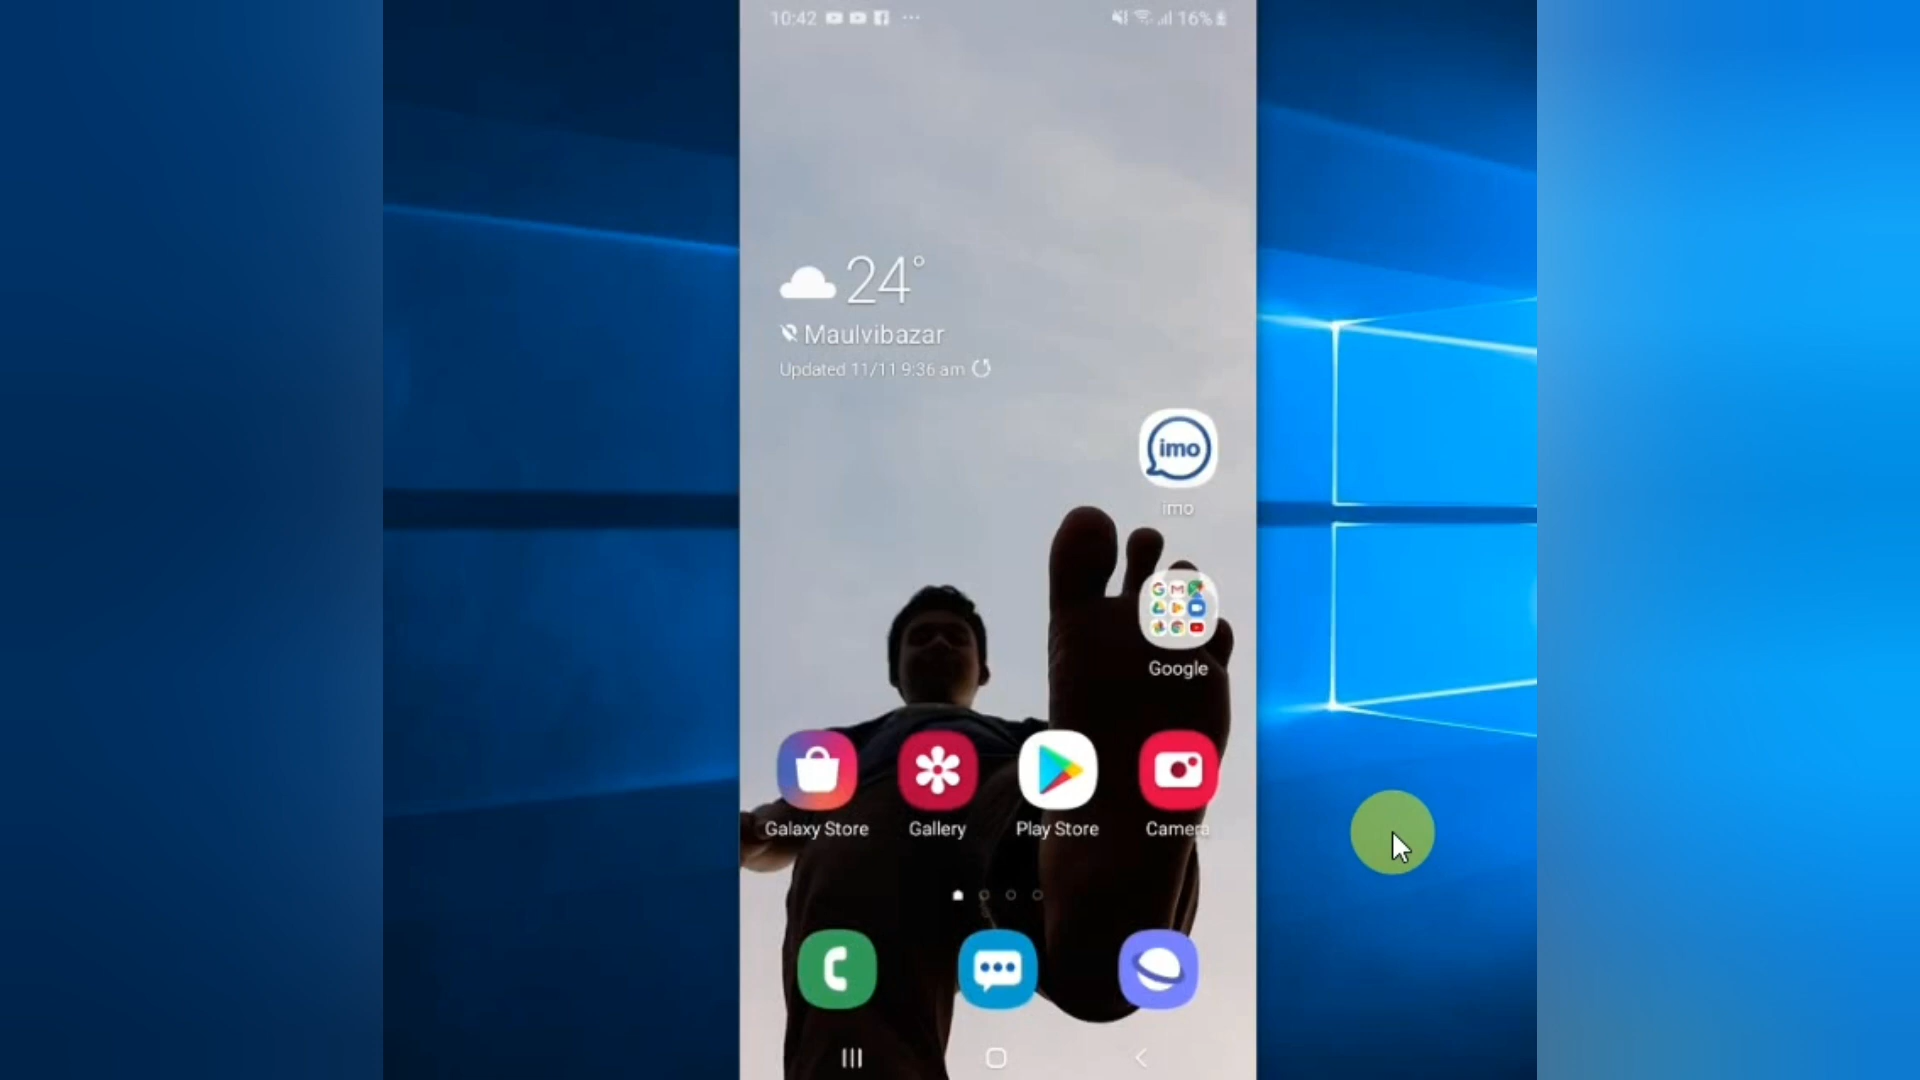 10:42
16%
24°
Maulvibazar
Updated 11/11 9:36 am
imo
imo
Google
Galaxy Store
Gallery
Play Store
Camera